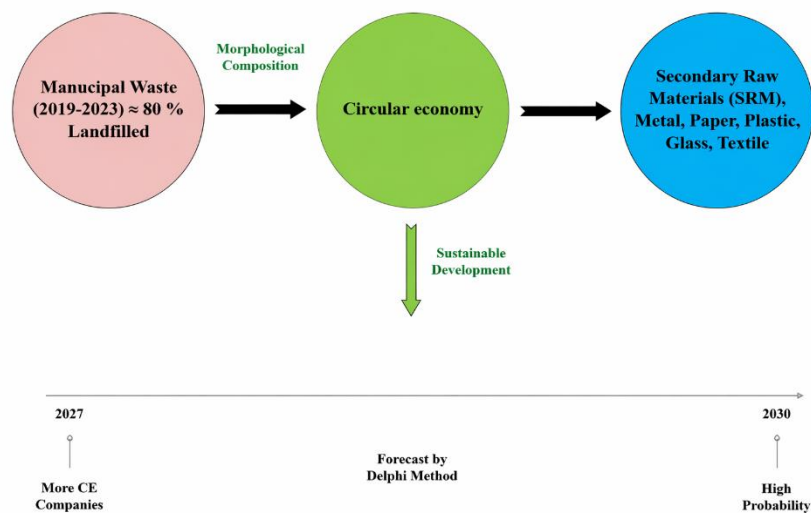 Morphological
Composition
Manucipal Waste
(2019-2023) ≈ 80 %
Landfilled
Circular economy
Secondary Raw
Materials (SRM),
Metal, Paper, Plastic,
Glass, Textile
Sustainable
Development
2027
2030
Forecast by
Delphi Method
More CE
Companies
High
Probability